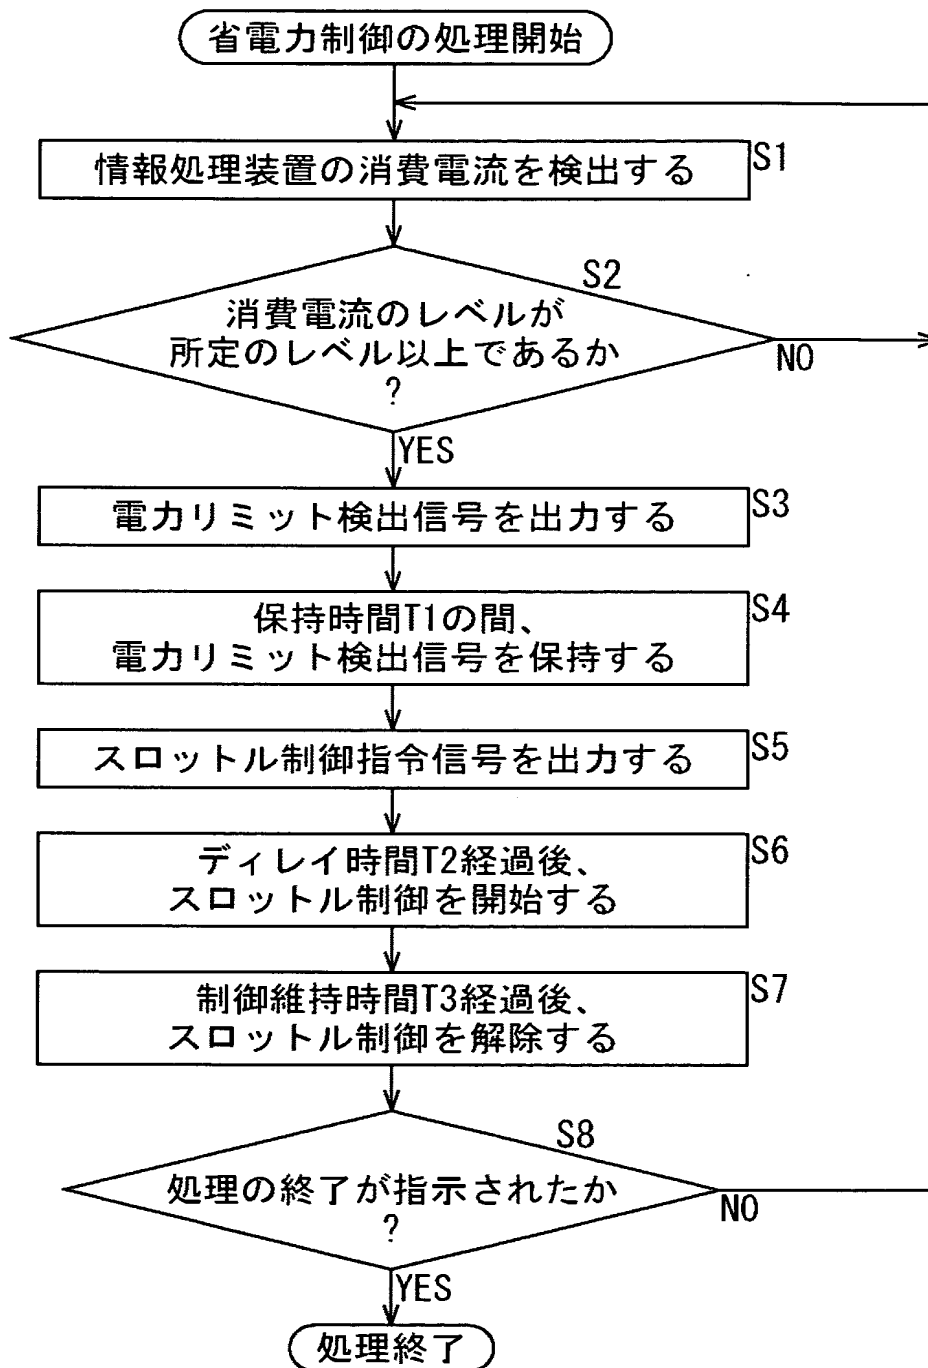 省電力制御の処理開始
情報処理装置の消費電流を検出する
S1
S2
消費電流のレベルが
所定のレベル以上であるか
?
NO
YES
電力リミット検出信号を出力する
S3
保持時間T1の間、
電力リミット検出信号を保持する
S4
スロットル制御指令信号を出力する
S5
ディレイ時間T2経過後、
スロットル制御を開始する
S6
制御維持時間T3経過後、
スロットル制御を解除する
S7
S8
処理の終了が指示されたか
?
NO
YES
処理終了